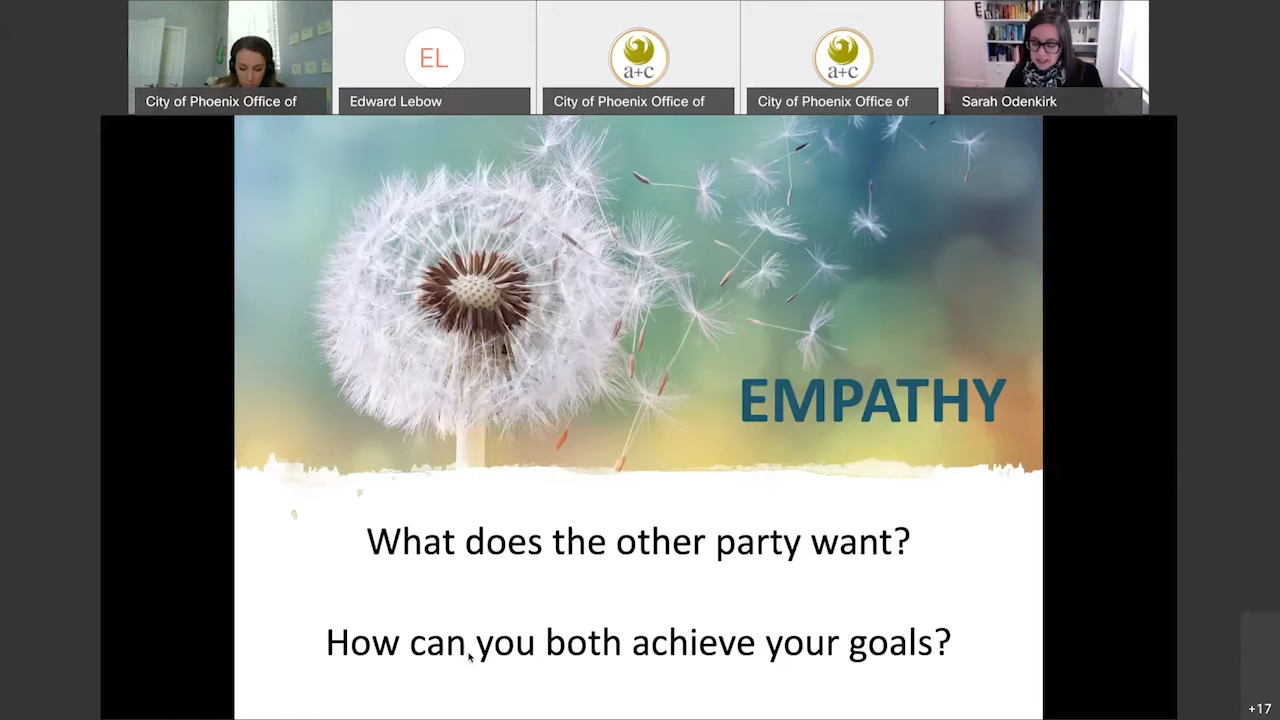 EL
a+c
a+c
City of Phoenix Office of
Edward Lebow
City of Phoenix Office of
City of Phoenix Office of
Sarah Odenkirk
EMPATHY
What does the other party want?
How can you both achieve your goals?
+17